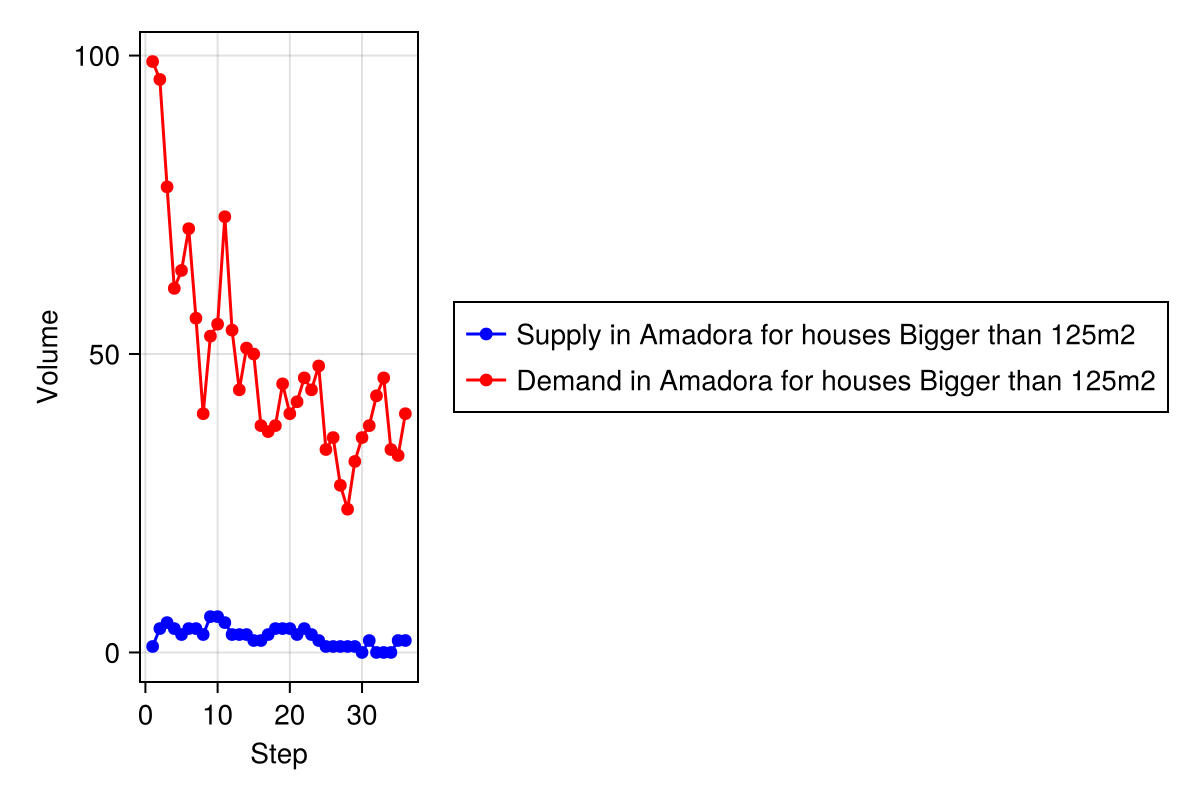 100
50
0
Volume
0 10 20 30
Step
Supply in Amadora for houses Bigger than 125m2
Demand in Amadora for houses Bigger than 125m2